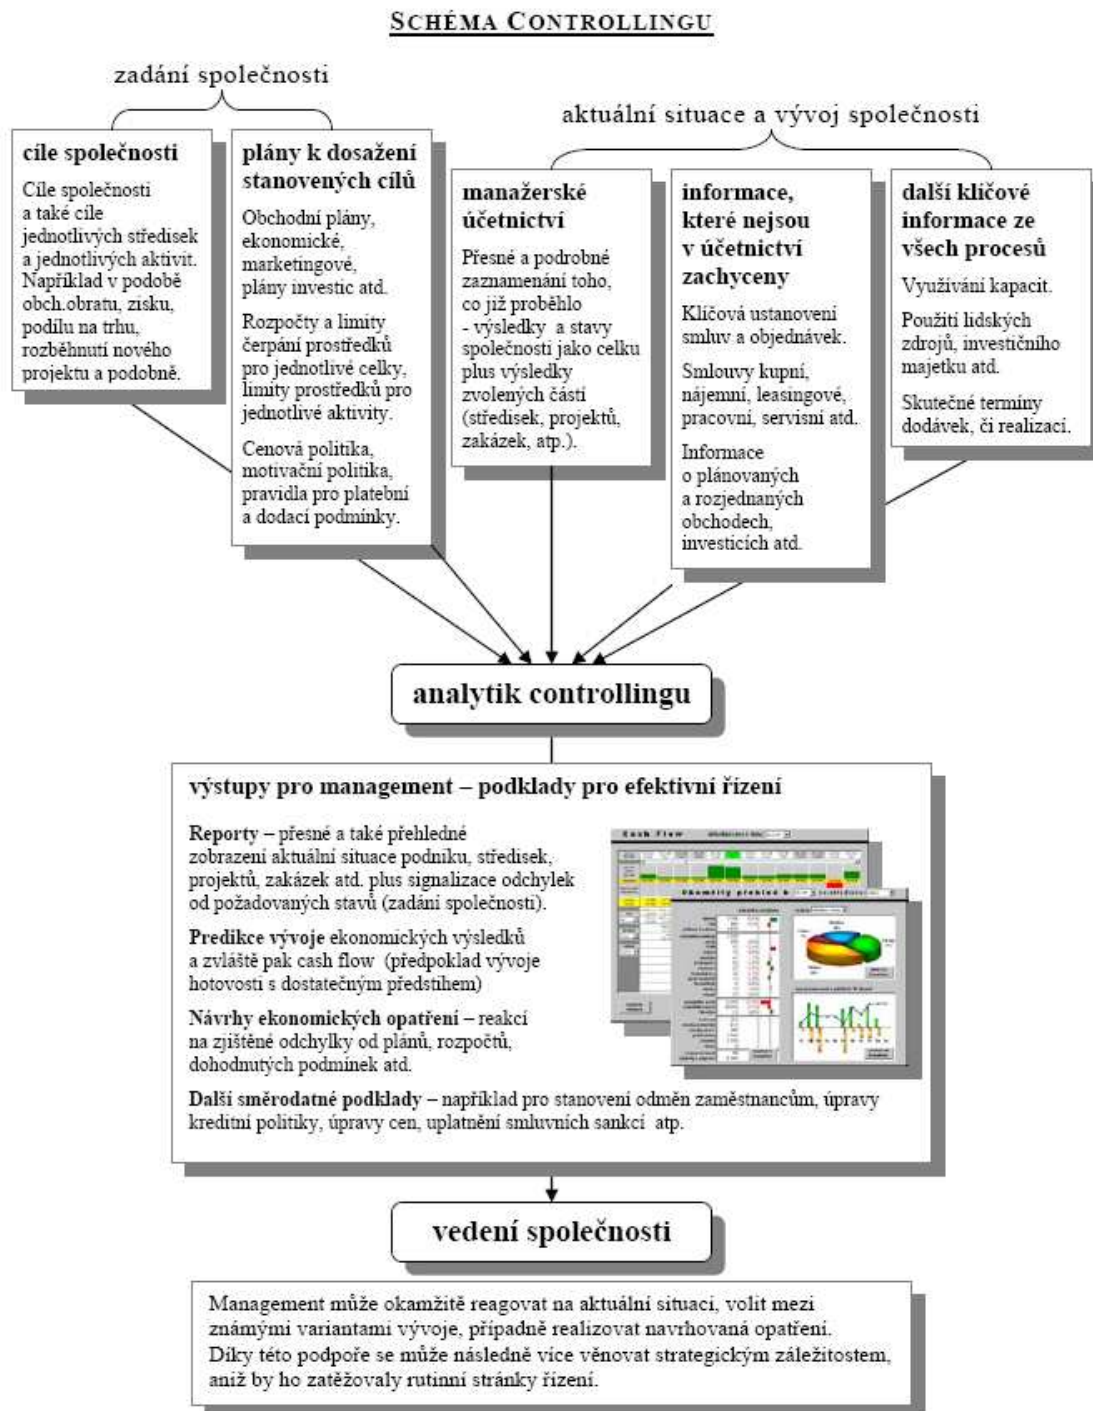 SCHÉMA CONTROLLINGU
zadání společnosti
cíle společnosti
Cíle společnosti
a také cíle
jednotlivých středisek
a jednotlivých aktivit.
Například v podobě
obch.obratu, zisku,
podílu na trhu,
rozběhnutí nového
projektu a podobně.
plány k dosažení
stanovených cílů
Obchodní plány,
ekonomické,
marketingové,
plány investic atd.
Rozpočty a limity
čerpání prostředků
pro jednotlivé celky,
limity prostředků pro
jednotlivé aktivity.
Cenová politika,
motivační politika,
pravidla pro platební
a dodací podmínky.
aktuální situace a vývoj společnosti
manažerské
účetnictví
Přesné a podrobné
zaznamenání toho,
co již proběhlo
- výsledky a stavy
společnosti jako celku
plus výsledky
zvolených částí
(středisek, projektů,
zakázek, atp.).
informace,
které nejsou
v účetnictví
zachyceny
Klíčová ustanovení
smluv a objednávek.
Smlouvy kupní,
nájemní, leasingové,
pracovní, servisní atd.
Informace
o plánovaných
a rozjednaných
obchodech,
investicích atd.
další klíčové
informace ze
všech procesů
Využívání kapacit.
Použití lidských
zdrojů, investičního
majetku atd.
Skutečné termíny
dodávek, či realizací.
analytik controllingu
výstupy pro management – podklady pro efektivní řízení
Reporty – přesné a také přehledné
zobrazení aktuální situace podniku, středisek,
projektů, zakázek atd. plus signalizace odchylek
od požadovaných stavů (zadání společnosti).
Predikce vývoje ekonomických výsledků
a zvláště pak cash flow (předpoklad vývoje
hotovosti s dostatečným předstihem)
Návrhy ekonomických opatření – reakcí
na zjištěné odchylky od plánů, rozpočtů,
dohodnutých podmínek atd.
Další směrodatné podklady – například pro stanovení odměn zaměstnancům, úpravy
kreditní politiky, úpravy cen, uplatnění smluvních sankcí atp.
Cash Flow
Okamžitý přehled k
vedení společnosti
Management může okamžitě reagovat na aktuální situaci, volit mezi
známými variantami vývoje, případně realizovat navrhovaná opatření.
Díky této podpoře se může následně více věnovat strategickým záležitostem,
aniž by ho zatěžovaly rutinní stránky řízení.